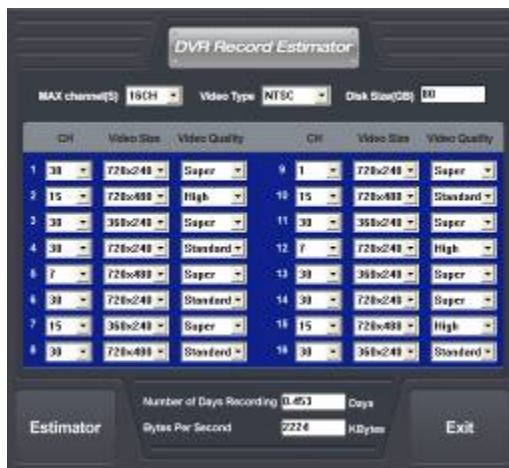 DVR Record Estimator
MAX channel(S) 16CH Video Type NTSC Disk Size(GB) 80
CH Video Size Video Quality CH Video Size Video Quality
1 30 720x240 Super 9 1 720x240 Super
2 15 720x480 High 10 15 720x480 Standard
3 30 360x240 Super 11 30 360x240 Super
4 30 720x240 Standard 12 7 720x240 High
5 7 720x480 Super 13 30 360x240 Super
6 30 720x240 Standard 14 30 720x240 Super
7 15 360x240 Super 15 15 720x240 High
8 30 720x480 Standard 16 30 360x240 Standard
Number of Days Recording 0.453 Days
Bytes Per Second 2224 KBytes
Estimator
Exit